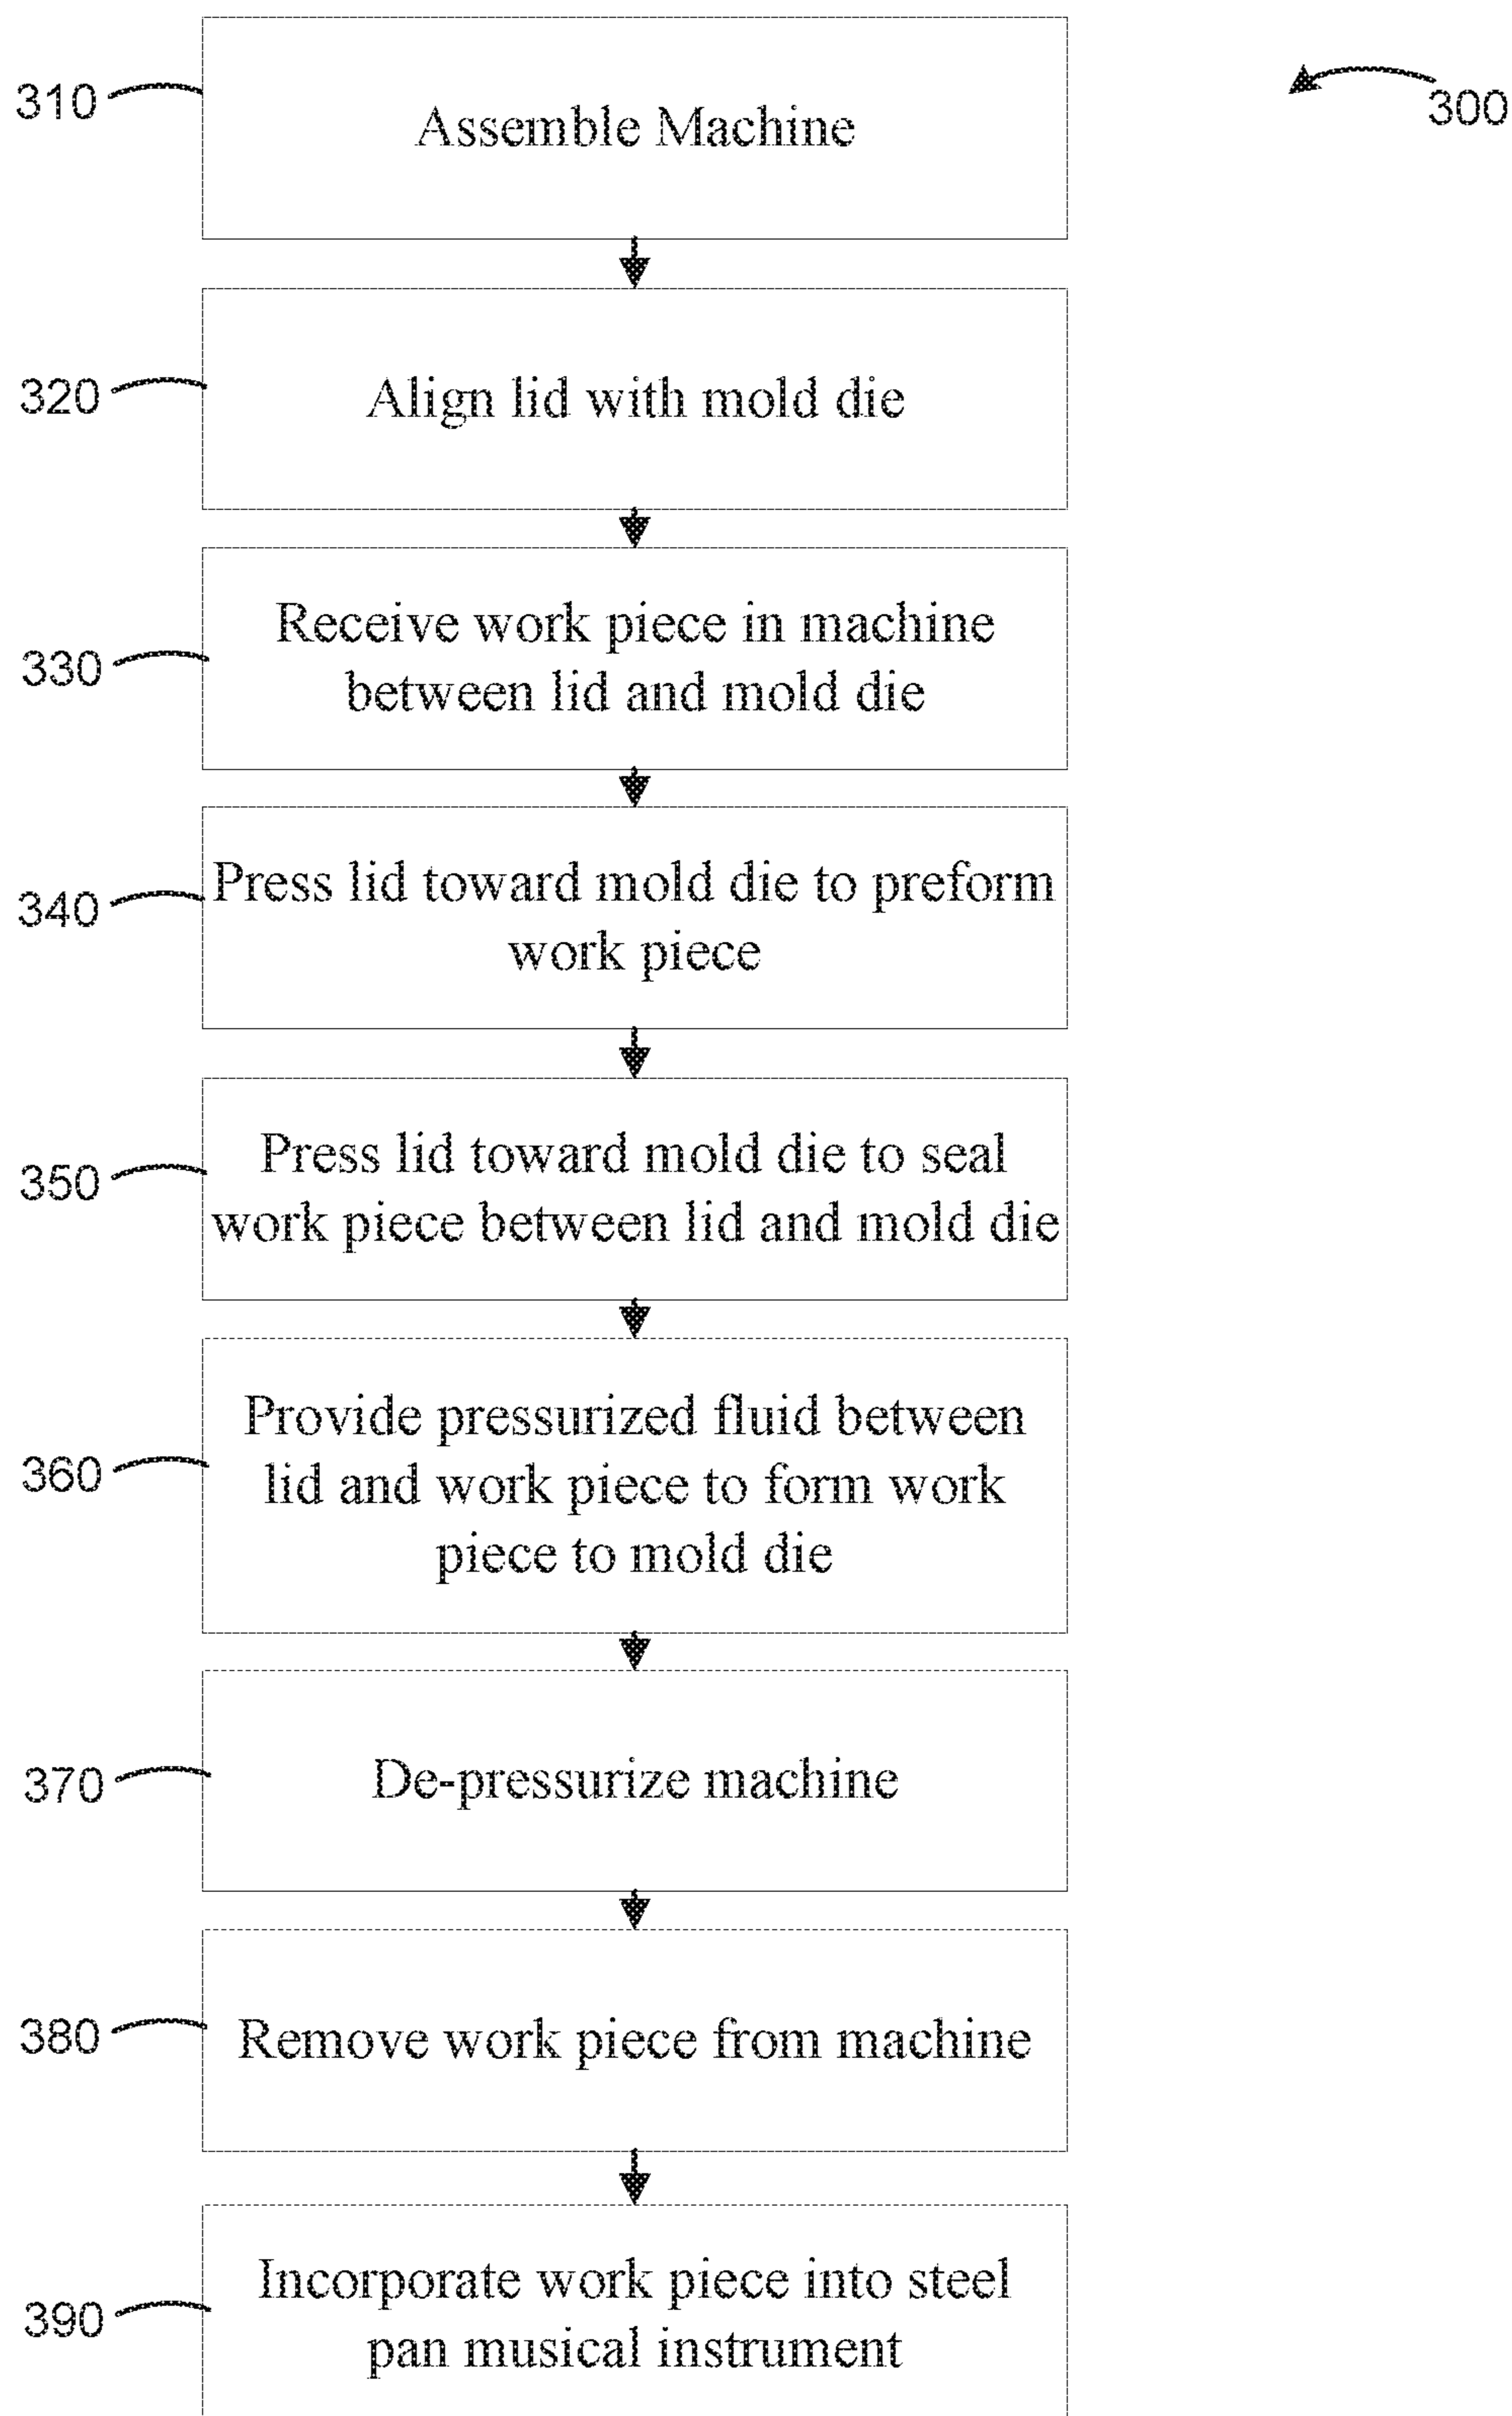 310
Assemble Machine
300
320
Align lid with mold die
330
Receive work piece in machine
between lid and mold die
340
Press lid toward mold die to preform
work piece
350
Press lid toward mold die to seal
work piece between lid and mold die
360
Provide pressurized fluid between
lid and work piece to form work
piece to mold die
370
De-pressurize machine
380
Remove work piece from machine
390
Incorporate work piece into steel
pan musical instrument